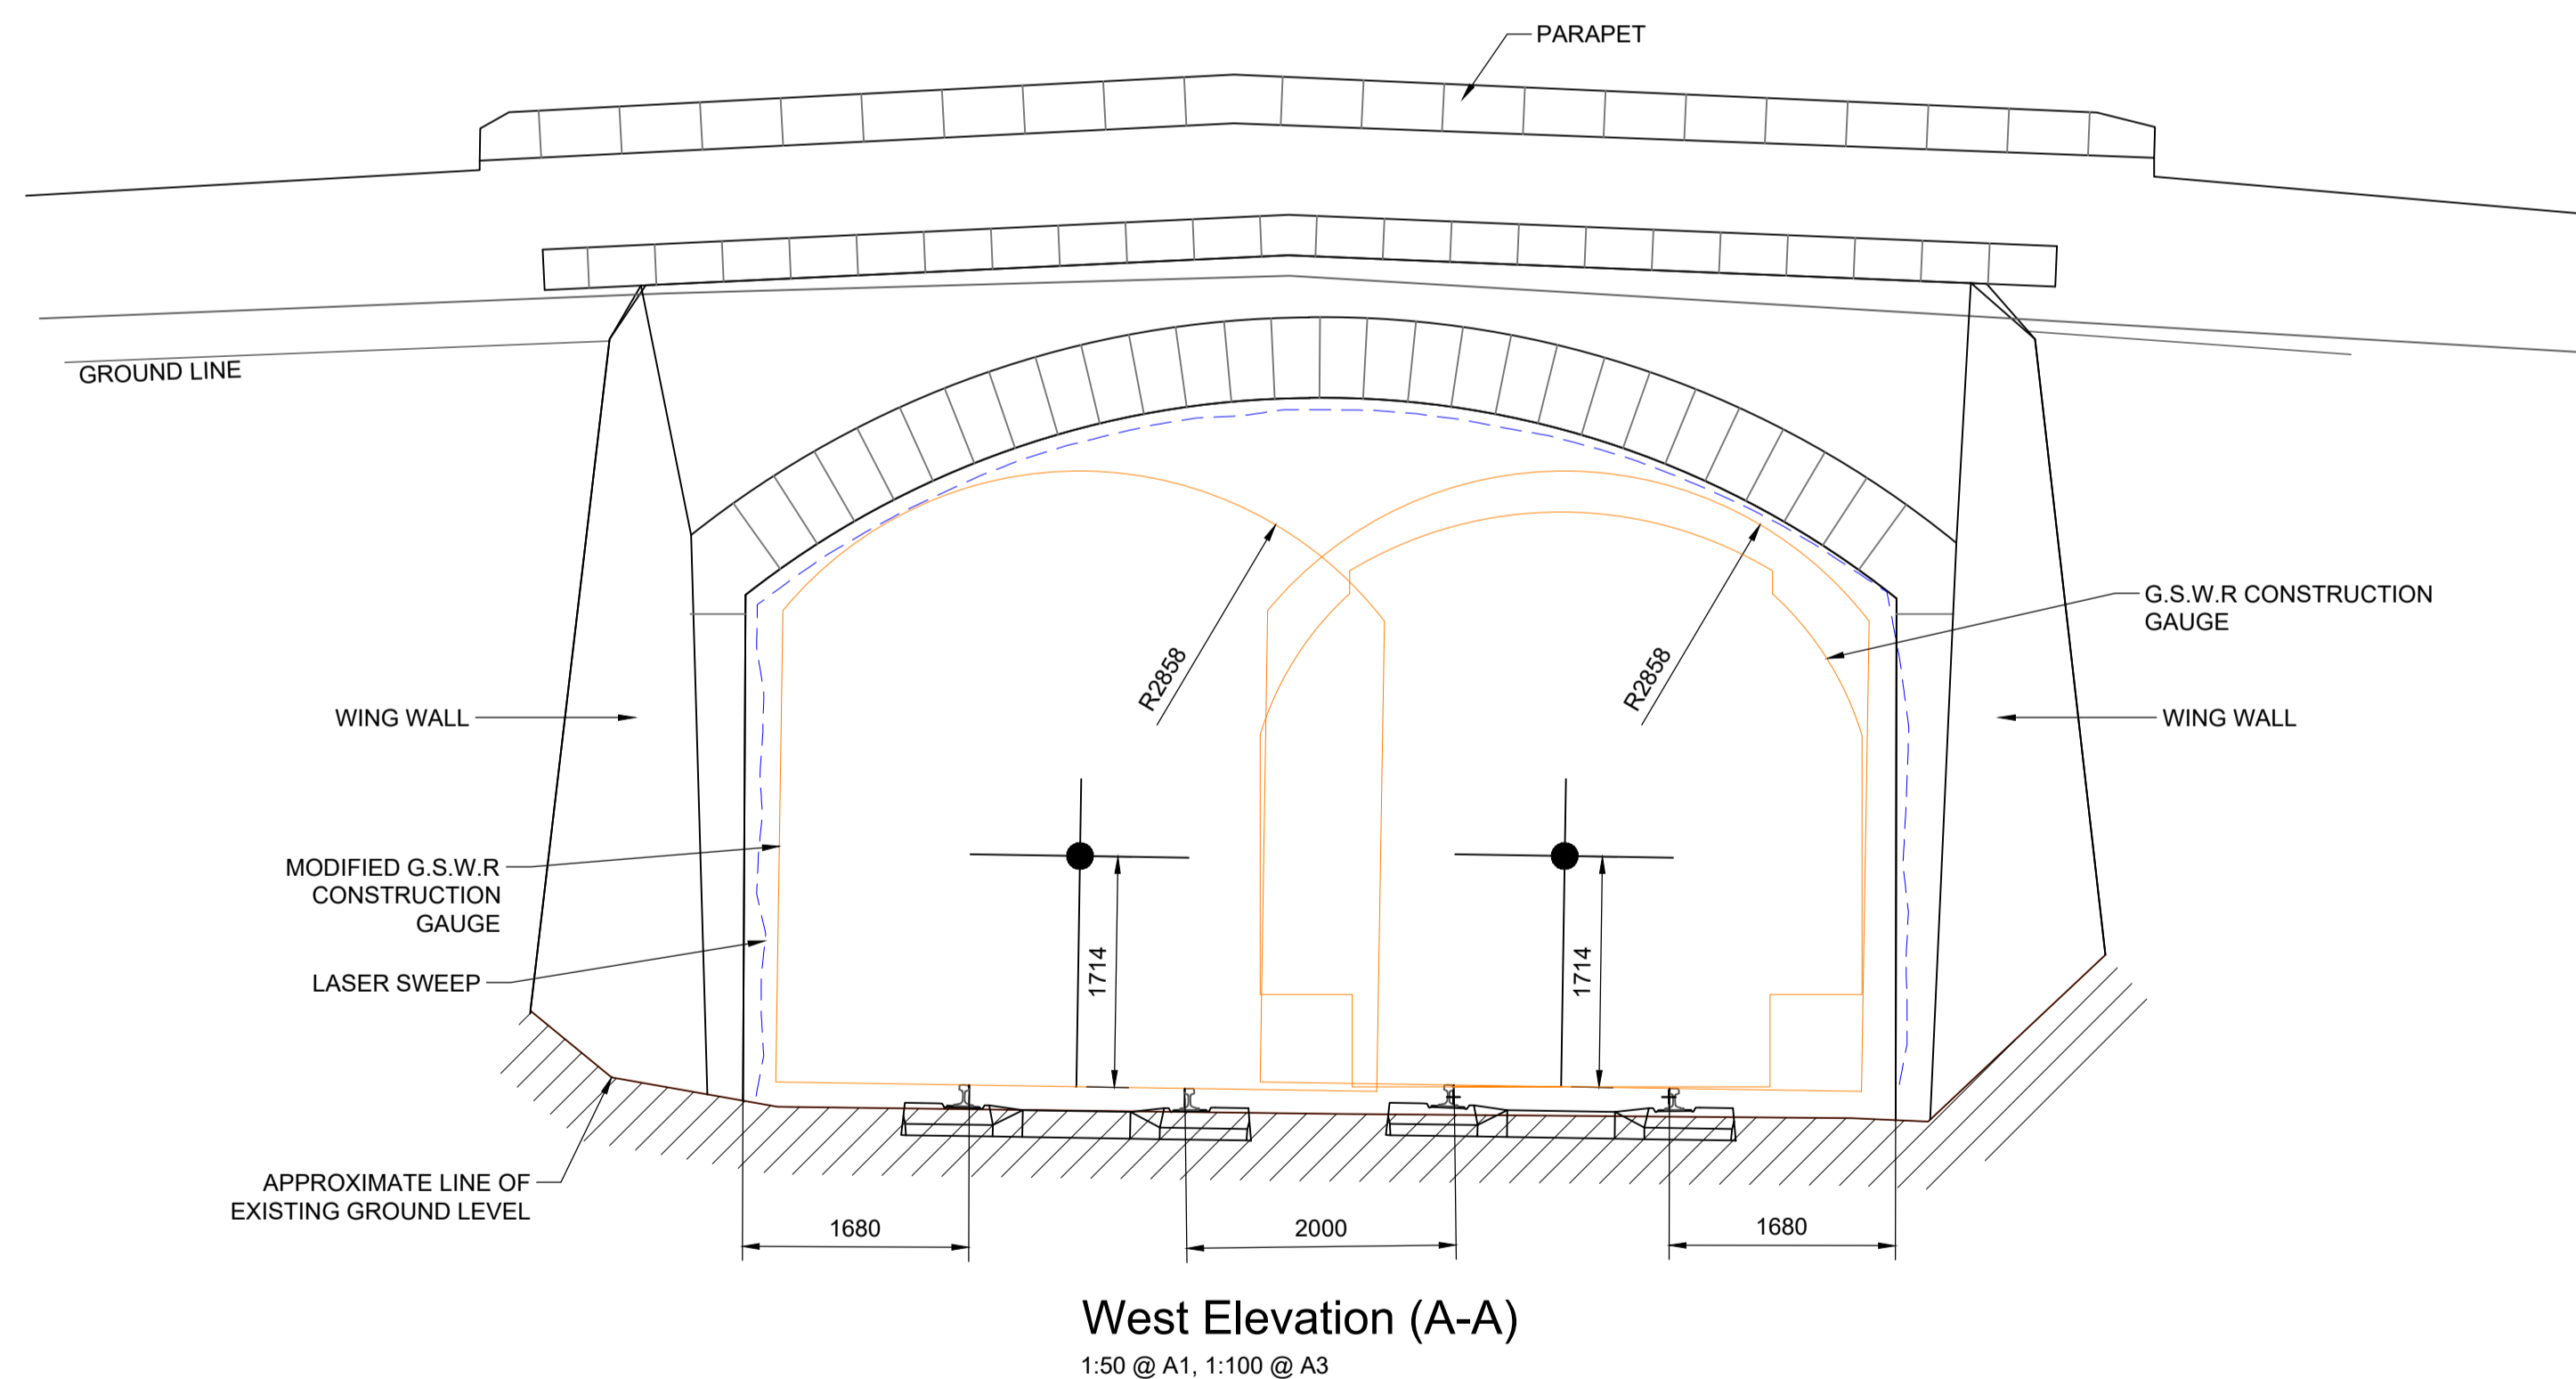 PARAPET
GROUND LINE
G.S.W.R CONSTRUCTION
GAUGE
R2858
R2858
WING WALL
WING WALL
MODIFIED G.S.W.R
CONSTRUCTION
GAUGE
LASER SWEEP
1714
1714
APPROXIMATE LINE OF
EXISTING GROUND LEVEL
1680
2000
1680
West Elevation (A-A)
1:50 @ A1, 1:100 @ A3